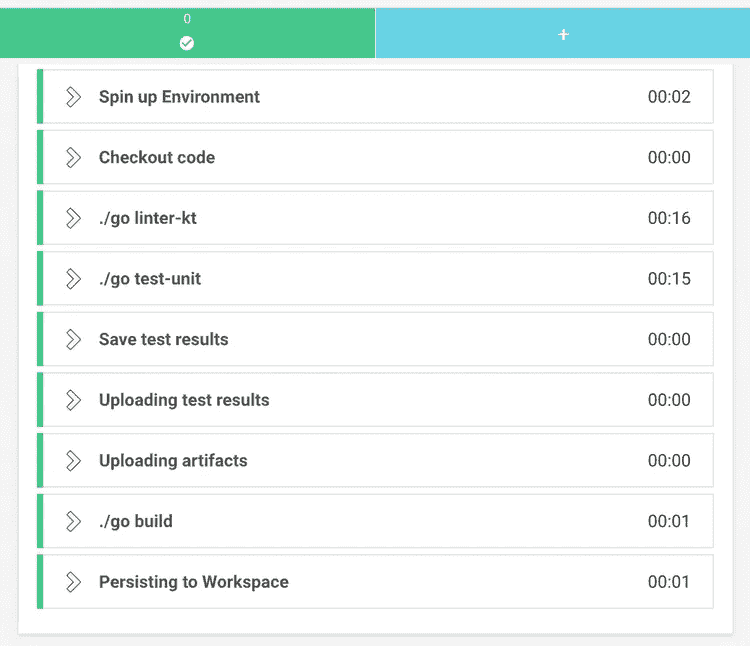 0
+
Spin up Environment 00:02
Checkout code 00:00
./go linter-kt 00:16
./go test-unit 00:15
Save test results 00:00
Uploading test results 00:00
Uploading artifacts 00:00
./go build 00:01
Persisting to Workspace 00:01